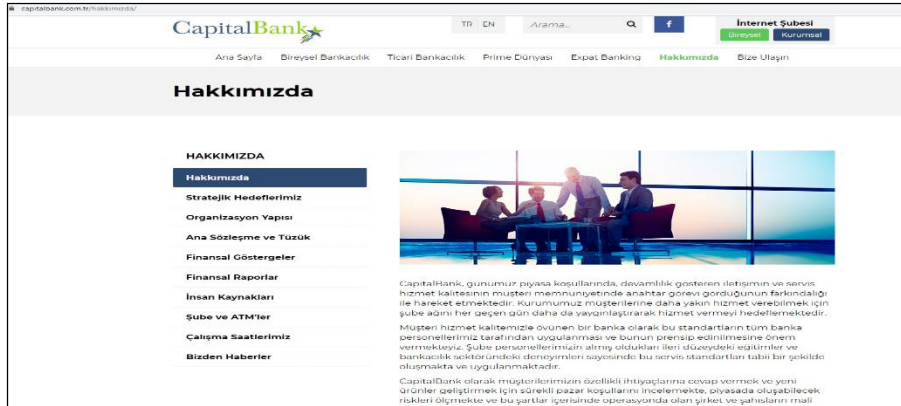 capitalbank.com.tr/hakkimizda/
CapitalBank
TR EN
Arama...
f
İnternet Şubesi
Bireysel Kurumsal
Ana Sayfa Bireysel Bankacılık Ticari Bankacılık Prime Dünyası Expat Banking Hakkımızda Bize Ulaşın
Hakkımızda
HAKKIMIZDA
Hakkımızda
Stratejik Hedeflerimiz
Organizasyon Yapısı
Ana Sözleşme ve Tüzük
Finansal Göstergeler
Finansal Raporlar
İnsan Kaynakları
Şube ve ATM'ler
Çalışma Saatlerimiz
Bizden Haberler
CapitalBank, günümüz piyasa koşullarında, devamlılık gösteren iletişimin ve servis
hizmet kalitesinin müşteri memnuniyetinde anahtar görevi gördüğünün farkındalığı
ile hareket etmektedir. Kurumumuz müşterilerine daha yakın hizmet verebilmek için
şube ağını her geçen gün daha da yaygınlaştırarak hizmet vermeyi hedeflemektedir.
Müşteri hizmet kalitemizle övünen bir banka olarak bu standartların tüm banka
personellerimiz tarafından uygulanması ve bunun prensip edinilmesine önem
vermekteyiz. Şube personellerimizin almış oldukları ileri düzeydeki eğitimler ve
bankacılık sektöründeki deneyimleri sayesinde bu servis standartları tabii bir şekilde
oluşmakta ve uygulanmaktadır.
CapitalBank olarak müşterilerimizin özellikli ihtiyaçlarına cevap vermek ve yeni
ürünler geliştirmek için sürekli pazar koşullarını incelemekte, piyasada oluşabilecek
riskleri ölçmekte ve bu şartlar içerisinde operasyonda olan şirket ve şahısların mali